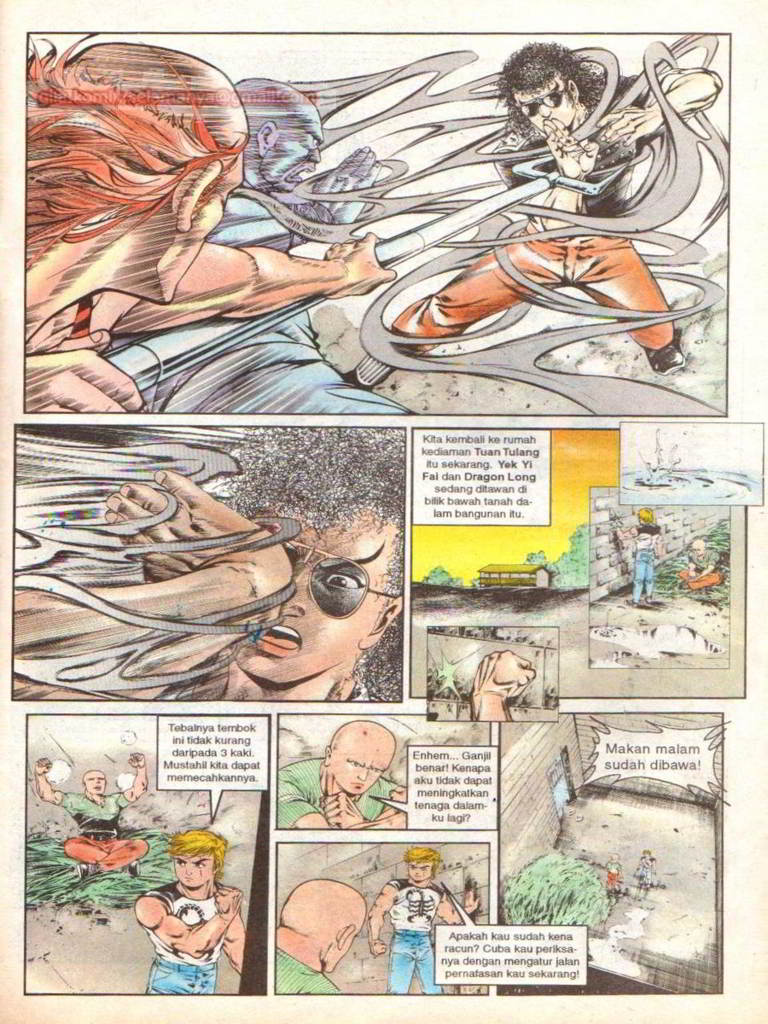 Kita kembali ke rumah
kediaman Tuan Tulang
itu sekarang. Yek Yi
Fai dan Dragon Long
sedang ditawan di
bilik bawah tanah da-
lam bangunan itu.
Tebalnya tembok
ini tidak kurang
daripada 3 kaki.
Mustahil kita dapat
memecahkannya.
Enhem... Ganjil
benar! Kenapa
aku tidak dapat
meningkatkan
tenaga dalam-
ku lagi?
Makan malam
sudah dibawa!
Apakah kau sudah kena
racun? Cuba kau periksa-
nya dengan mengatur jalan
pernafasan kau sekarang!